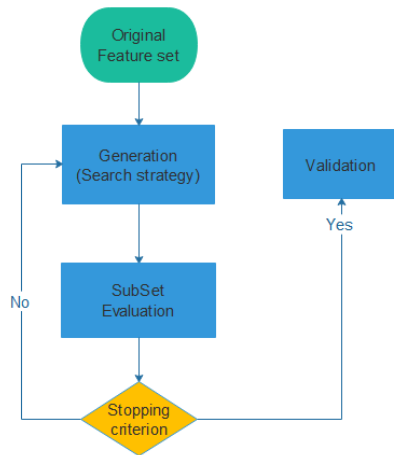 Original
Feature set
Generation
(Search strategy)
Validation
Yes
SubSet
Evaluation
No
Stopping
criterion